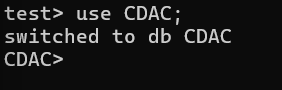 test> use CDAC;
switched to db CDAC
CDAC>